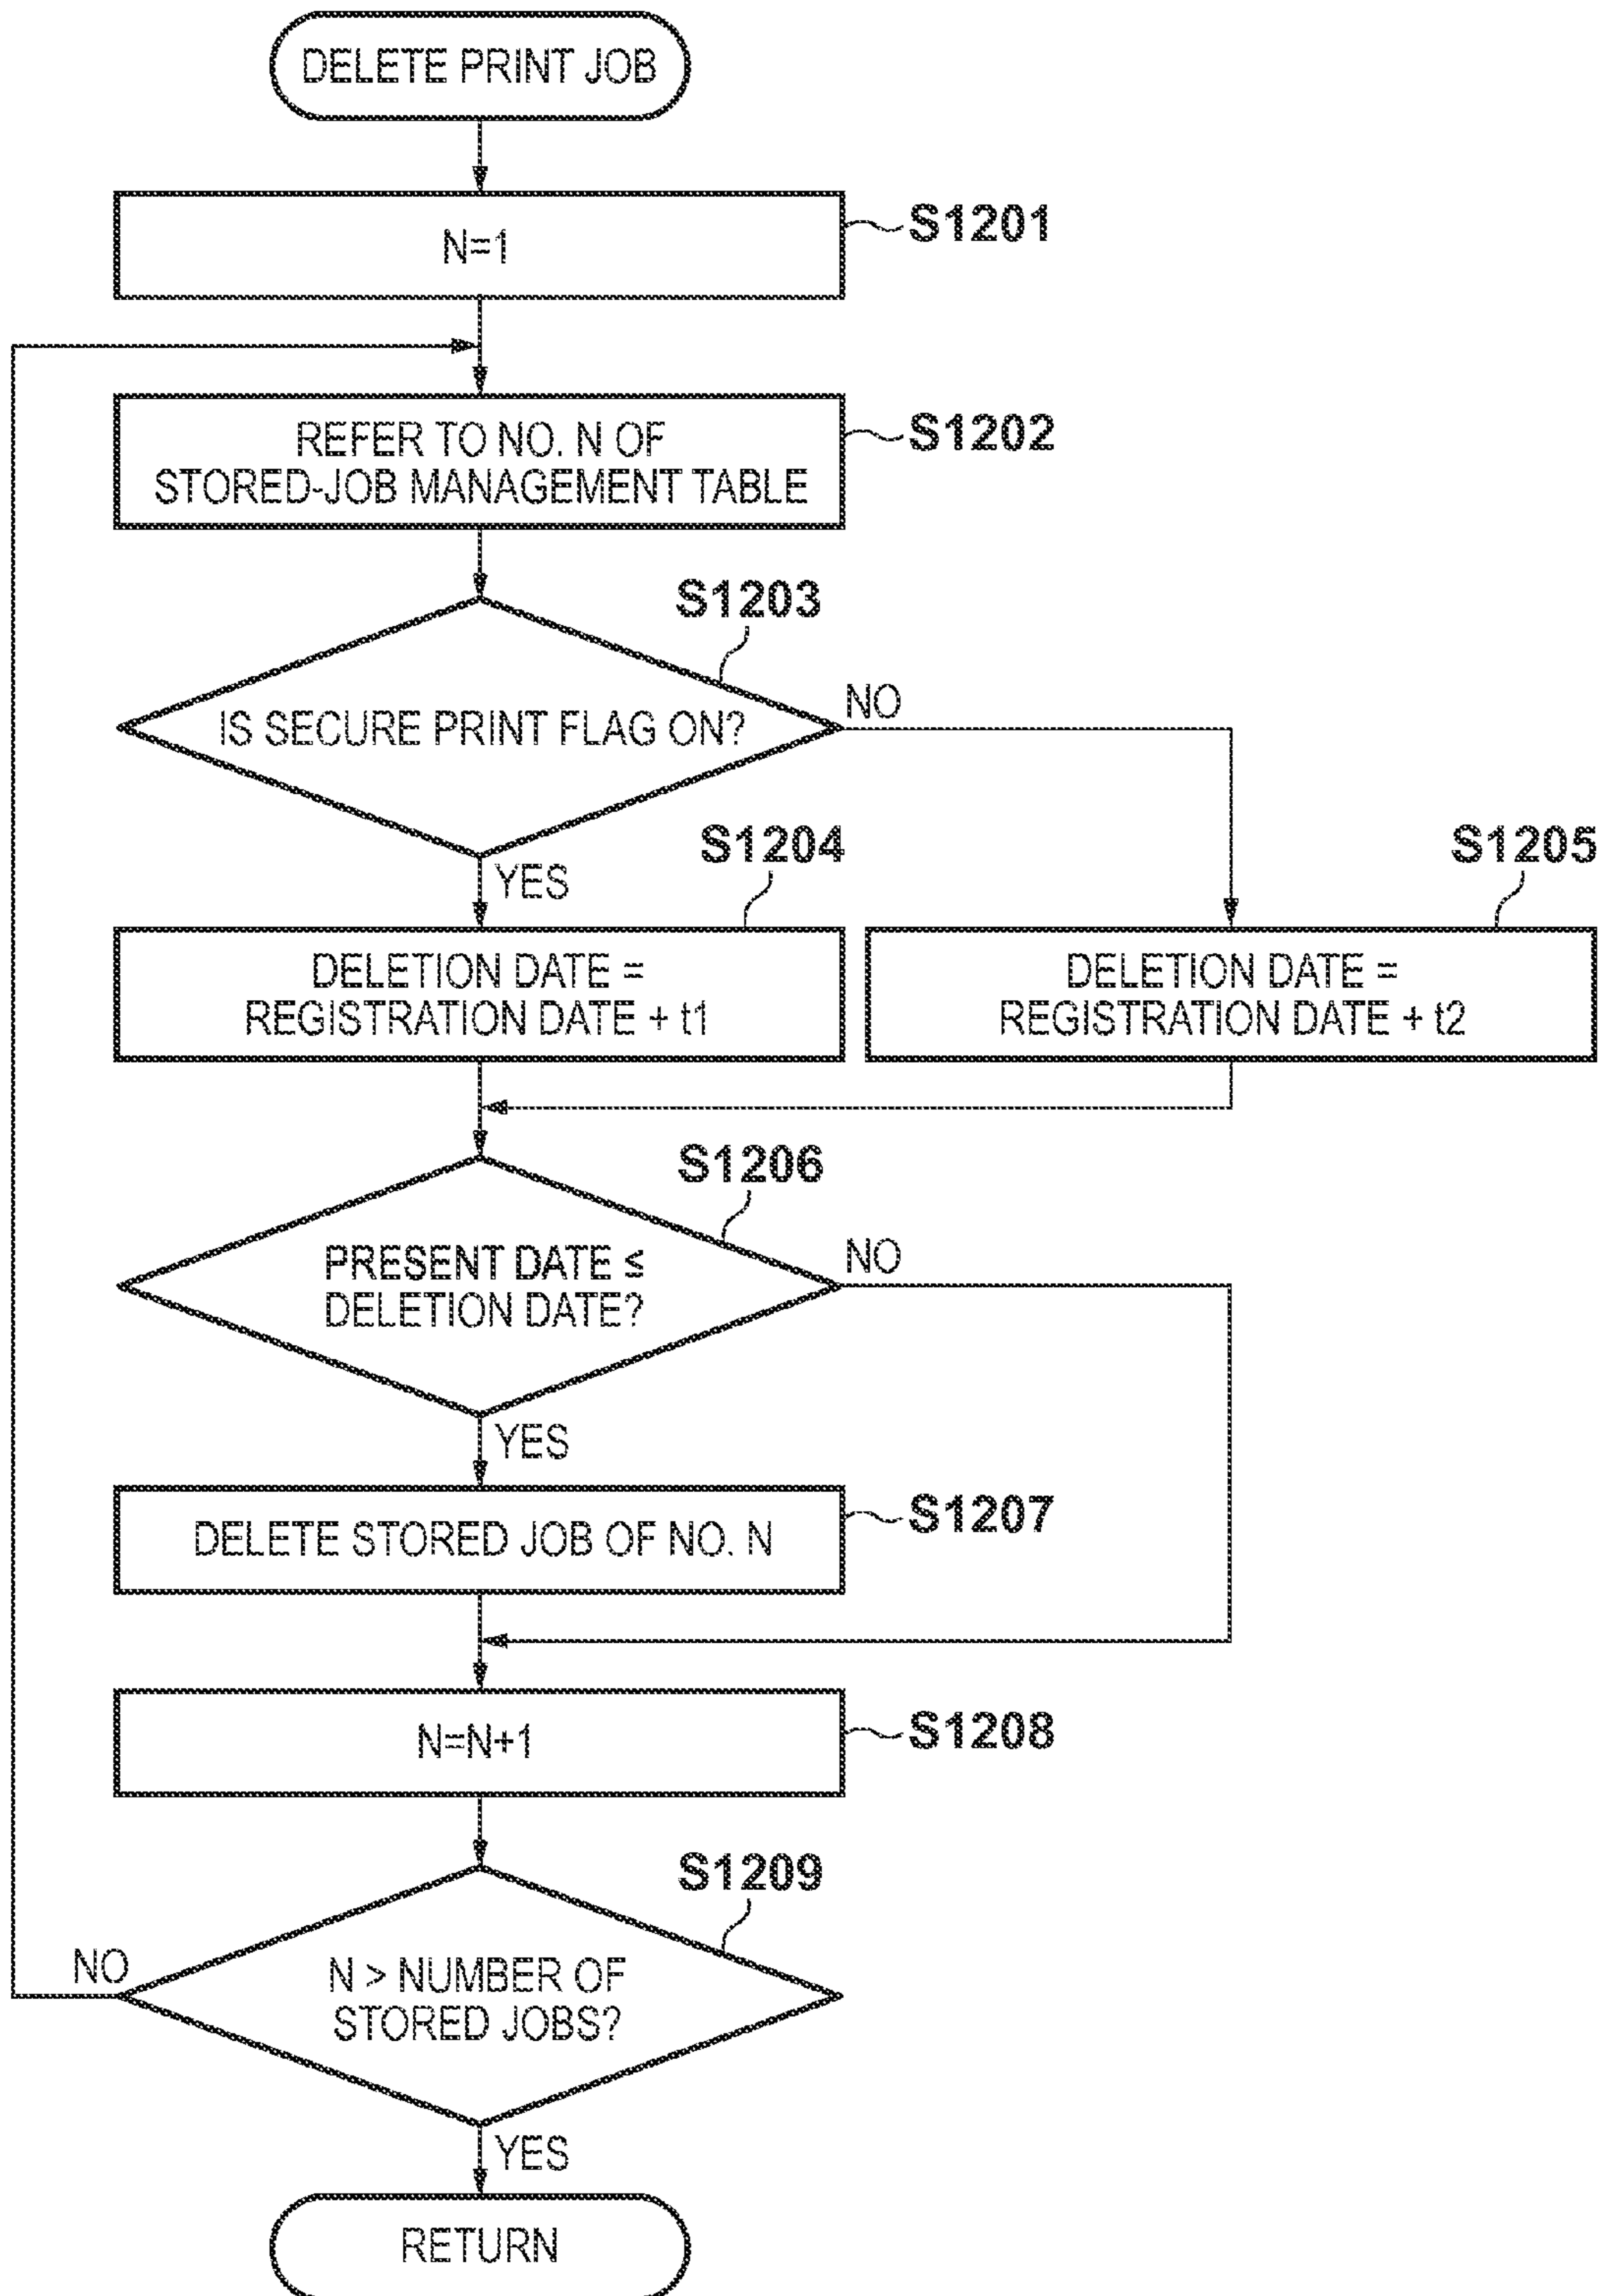 DELETE PRINT JOB
N=1
S1201
REFER TO NO. N OF
STORED-JOB MANAGEMENT TABLE
S1202
S1203
IS SECURE PRINT FLAG ON?
NO
YES
S1204
S1205
DELETION DATE =
REGISTRATION DATE + t1
DELETION DATE =
REGISTRATION DATE + t2
S1206
PRESENT DATE ≤
DELETION DATE?
NO
YES
DELETE STORED JOB OF NO. N
S1207
N=N+1
S1208
S1209
N > NUMBER OF
STORED JOBS?
NO
YES
RETURN